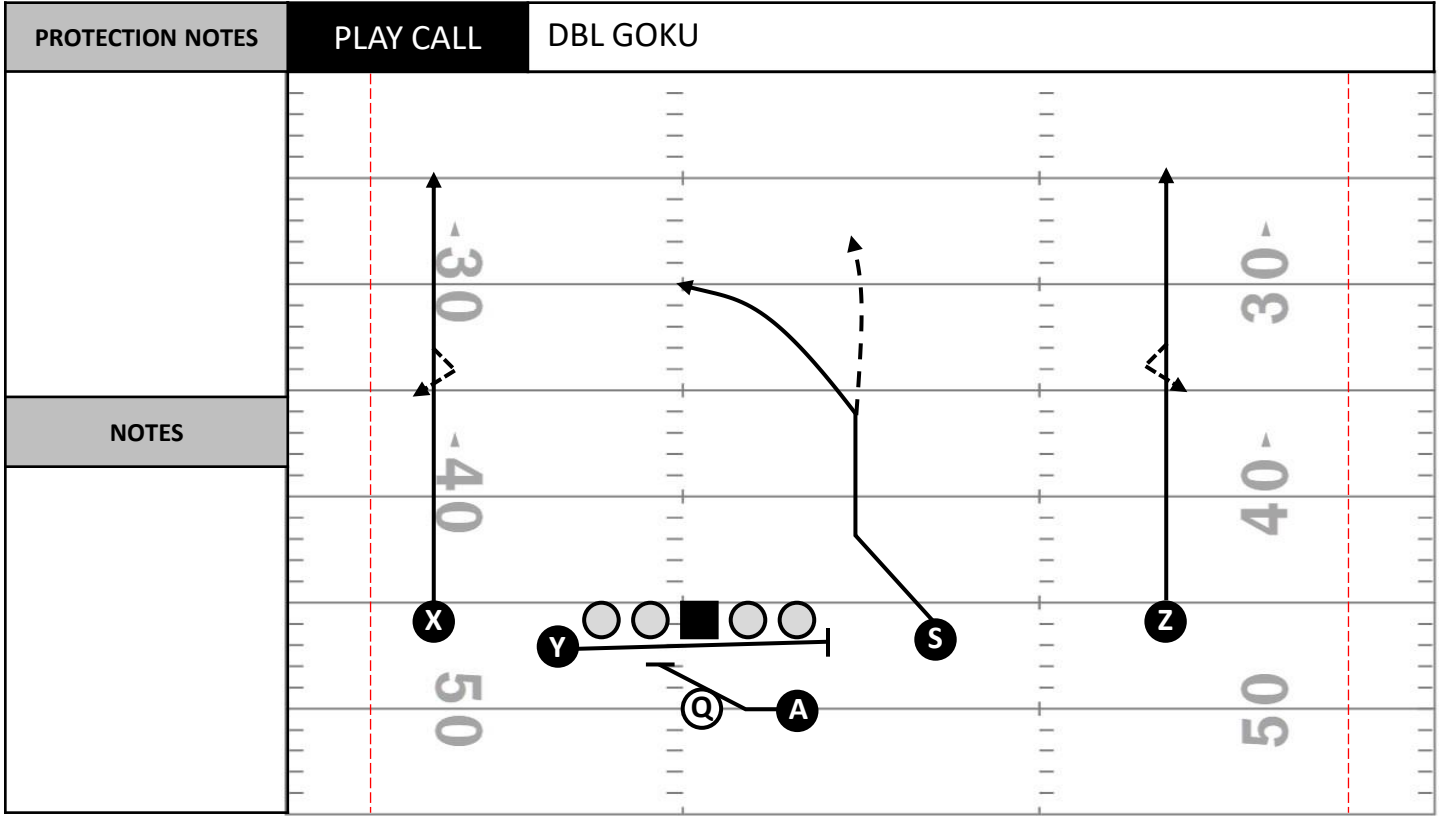 PROTECTION NOTES
PLAY CALL
DBL GOKU
30
30
NOTES
40
40
X
Y
S
Z
Q
A
50
50